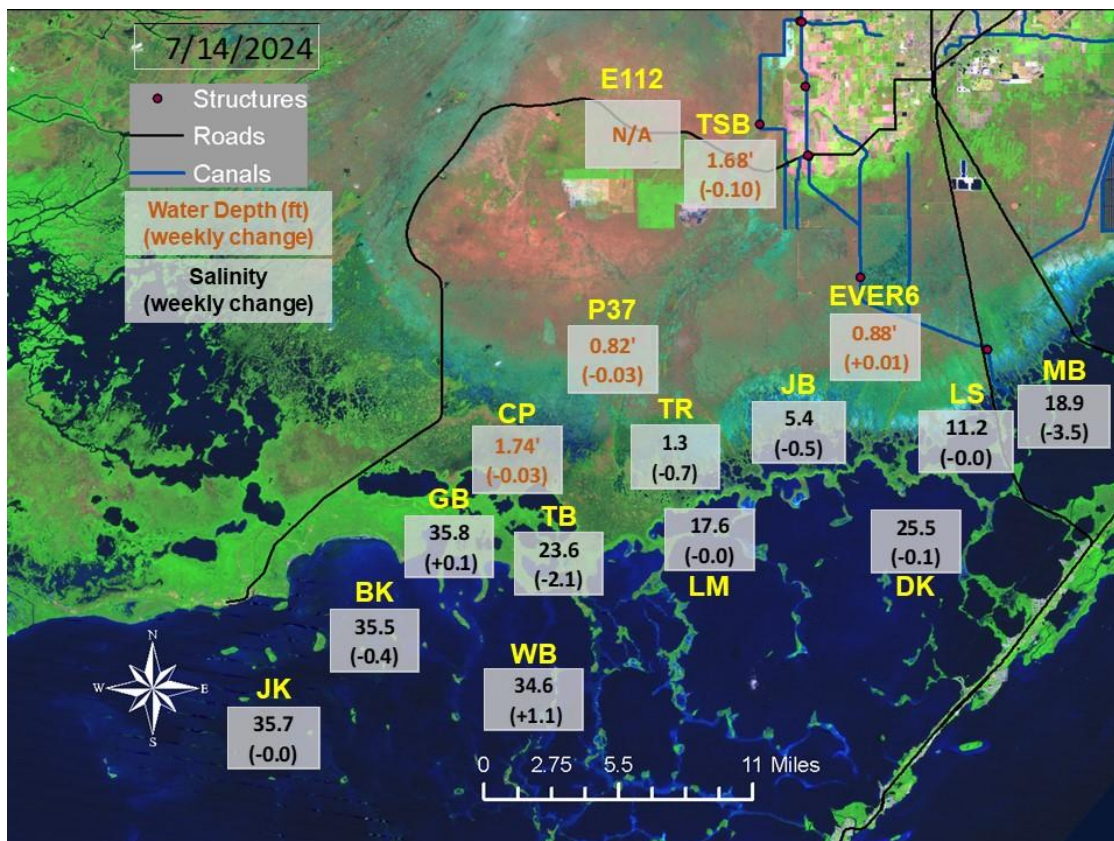 7/14/2024
Structures
Roads
Canals
Water Depth (ft)
(weekly change)
Salinity
(weekly change)
E112
N/A
TSB
1.68'
(-0.10)
P37
0.82'
(-0.03)
EVER6
0.88'
(+0.01)
CP
1.74'
(-0.03)
TR
1.3
(-0.7)
JB
5.4
(-0.5)
LS
11.2
(-0.0)
MB
18.9
(-3.5)
GB
35.8
(+0.1)
TB
23.6
(-2.1)
17.6
(-0.0)
LM
25.5
(-0.1)
DK
BK
35.5
(-0.4)
WB
34.6
(+1.1)
JK
35.7
(-0.0)
N
W E
S
0 2.75 5.5 11 Miles